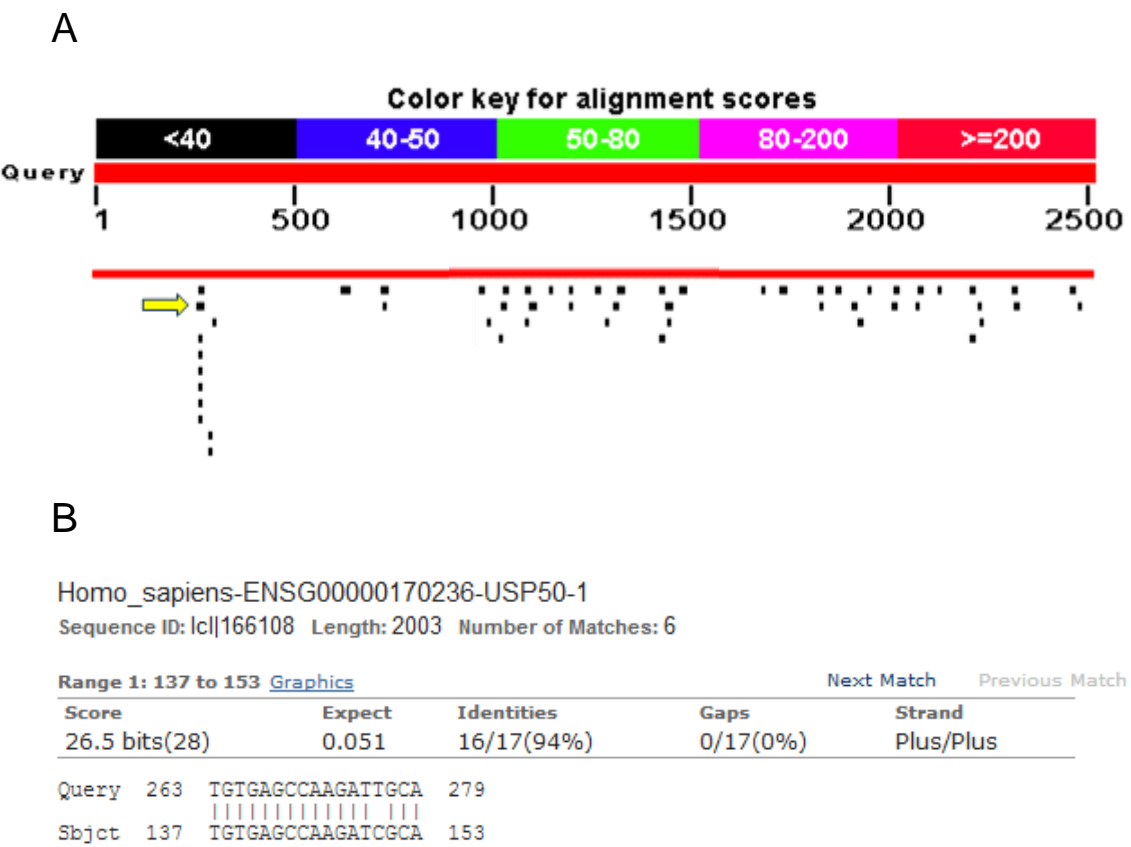 A
Color key for alignment scores
<40 40-50 50-80 80-200 >=200
Query
1 500 1000 1500 2000 2500
B
Homo_sapiens-ENSG00000170236-USP50-1
Sequence ID: lcl|166108 Length: 2003 Number of Matches: 6
Range 1: 137 to 153 Graphics Next Match Previous Match
Score Expect Identities Gaps Strand
26.5 bits(28) 0.051 16/17(94%) 0/17(0%) Plus/Plus
Query 263 TGTGAGCCAAGATTGCA 279
||||||||||||| |||
Sbjct 137 TGTGAGCCAAGATCGCA 153